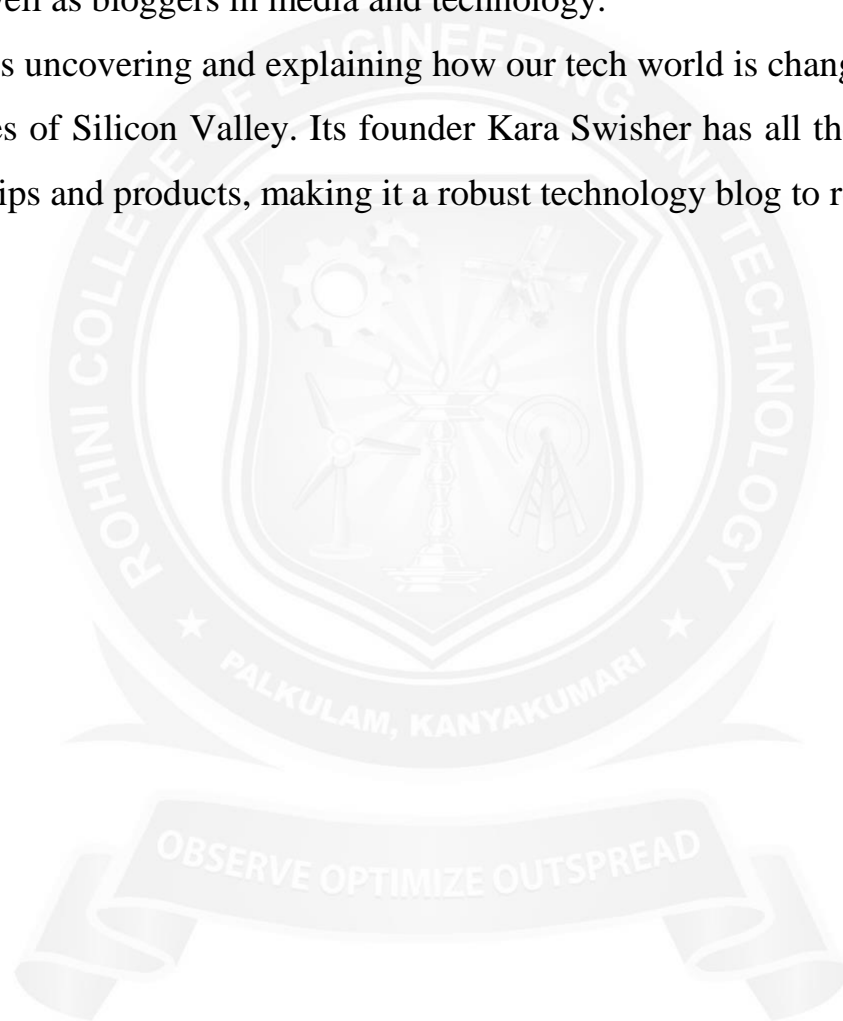 well as bloggers in media and technology.
s uncovering and explaining how our tech world is chang
es of Silicon Valley. Its founder Kara Swisher has all th
ips and products, making it a robust technology blog to r
ROHINI COLLEGE OF ENGINEERING AND TECHNOLOGY
PALKULAM, KANYAKUMARI
OBSERVE OPTIMIZE OUTSPREAD